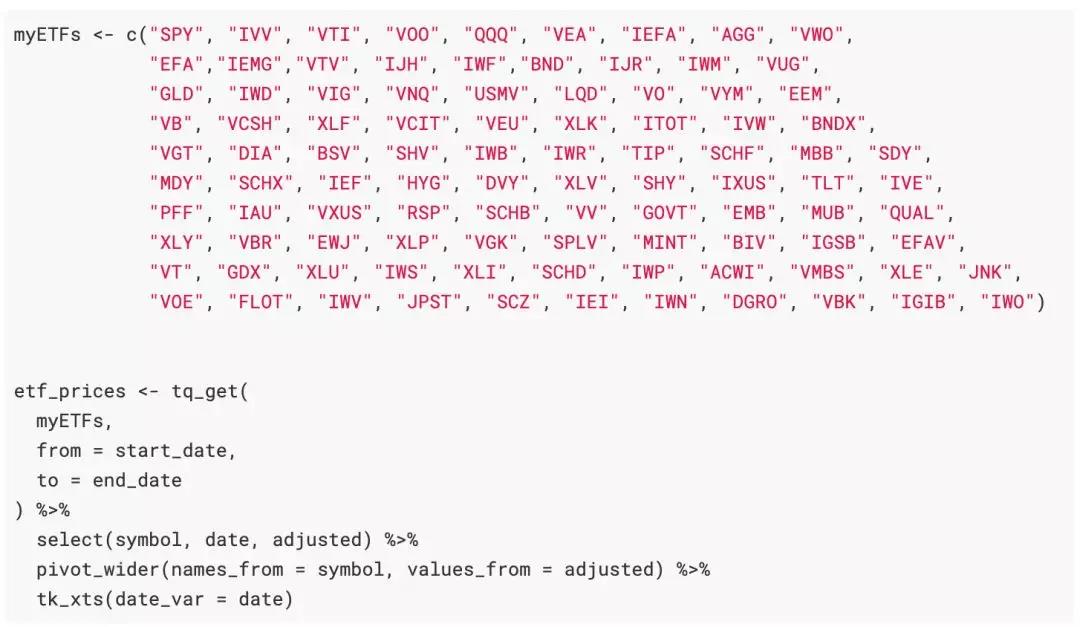 myETFs <- c("SPY", "IVV", "VTI", "VOO", "QQQ", "VEA", "IEFA", "AGG", "VWO",
"EFA","IEMG","VTV", "IJH", "IWF","BND", "IJR", "IWM", "VUG",
"GLD", "IWD", "VIG", "VNQ", "USMV", "LQD", "VO", "VYM", "EEM",
"VB", "VCSH", "XLF", "VCIT", "VEU", "XLK", "ITOT", "IVW", "BNDX",
"VGT", "DIA", "BSV", "SHV", "IWB", "IWR", "TIP", "SCHF", "MBB", "SDY",
"MDY", "SCHX", "IEF", "HYG", "DVY", "XLV", "SHY", "IXUS", "TLT", "IVE",
"PFF", "IAU", "VXUS", "RSP", "SCHB", "VV", "GOVT", "EMB", "MUB", "QUAL",
"XLY", "VBR", "EWJ", "XLP", "VGK", "SPLV", "MINT", "BIV", "IGSB", "EFAV",
"VT", "GDX", "XLU", "IWS", "XLI", "SCHD", "IWP", "ACWI", "VMBS", "XLE", "JNK",
"VOE", "FLOT", "IWV", "JPST", "SCZ", "IEI", "IWN", "DGRO", "VBK", "IGIB", "IWO")
etf_prices <- tq_get(
myETFs,
from = start_date,
to = end_date
) %>%
select(symbol, date, adjusted) %>%
pivot_wider(names_from = symbol, values_from = adjusted) %>%
tk_xts(date_var = date)